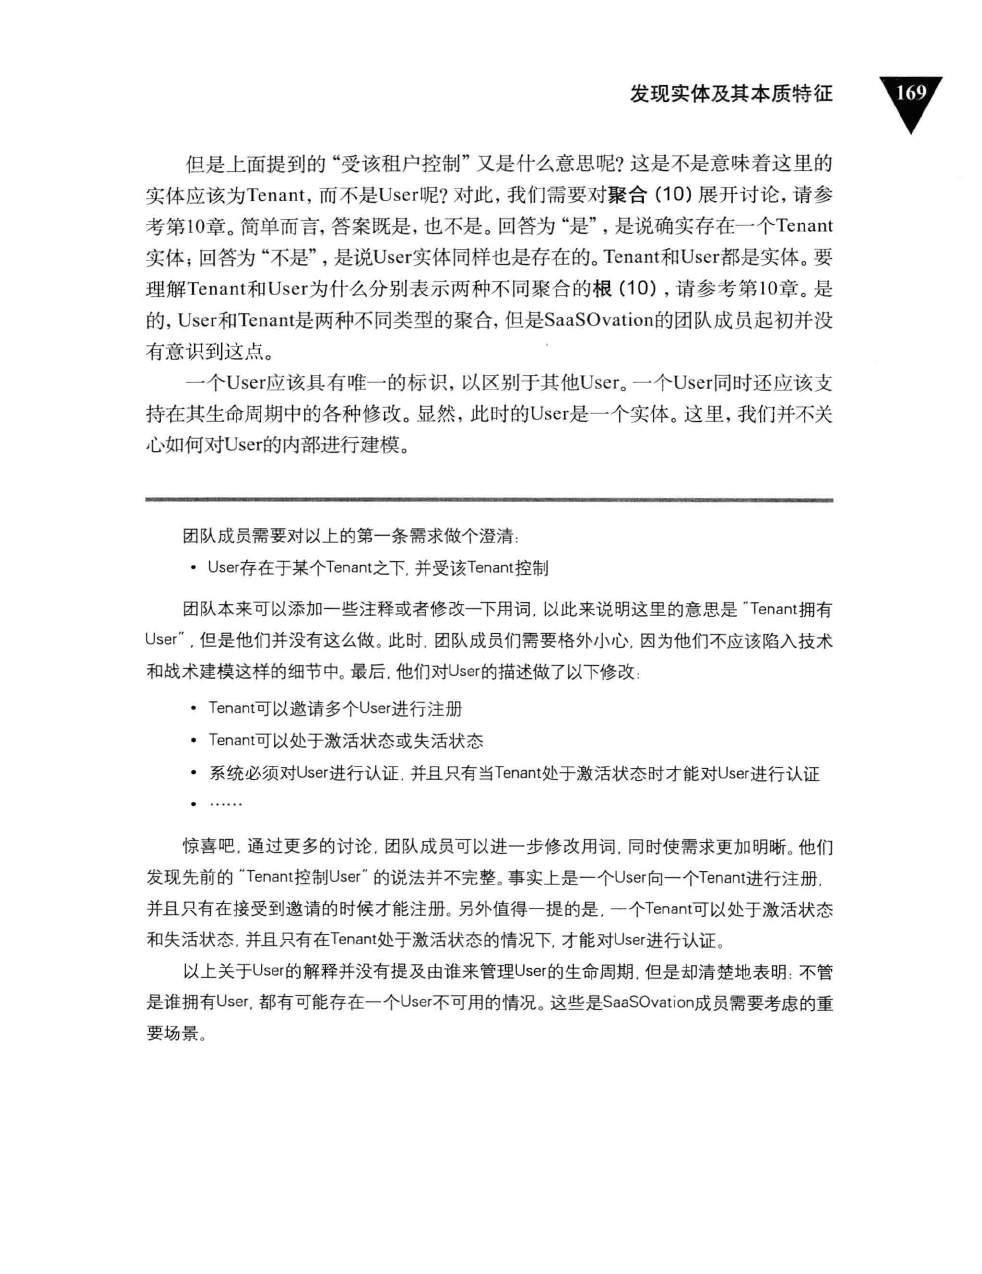 发现实体及其本质特征
169
但是上面提到的“受该租户控制”又是什么意思呢？这是不是意味着这里的
实体应该为Tenant，而不是User呢？对此，我们需要对聚合（10）展开讨论，请参
考第10章。简单而言，答案既是，也不是。回答为“是”，是说确实存在一个Tenant
实体；回答为“不是”，是说User实体同样也是存在的。Tenant和User都是实体。要
理解Tenant和User为什么分别表示两种不同聚合的根（10），请参考第10章。是
的，User和Tenant是两种不同类型的聚合，但是SaaSOvation的团队成员起初并没
有意识到这点。
一个User应该具有唯一的标识，以区别于其他User。一个User同时还应该支
持在其生命周期中的各种修改。显然，此时的User是一个实体。这里，我们并不关
心如何对User的内部进行建模。
团队成员需要对以上的第一条需求做个澄清：
• User存在于某个Tenant之下，并受该Tenant控制
团队本来可以添加一些注释或者修改一下用词，以此来说明这里的意思是“Tenant拥有
User”，但是他们并没有这么做。此时，团队成员们需要格外小心，因为他们不应该陷入技术
和战术建模这样的细节中。最后，他们对User的描述做了以下修改：
• Tenant可以邀请多个User进行注册
• Tenant可以处于激活状态或失活状态
• 系统必须对User进行认证，并且只有当Tenant处于激活状态时才能对User进行认证
• ……
惊喜吧，通过更多的讨论，团队成员可以进一步修改用词，同时使需求更加明晰。他们
发现先前的“Tenant控制User”的说法并不完整。事实上是一个User向一个Tenant进行注册，
并且只有在接受到邀请的时候才能注册。另外值得一提的是，一个Tenant可以处于激活状态
和失活状态，并且只有在Tenant处于激活状态的情况下，才能对User进行认证。
以上关于User的解释并没有提及由谁来管理User的生命周期，但是却清楚地表明：不管
是谁拥有User，都有可能存在一个User不可用的情况。这些是SaaSOvation成员需要考虑的重
要场景。